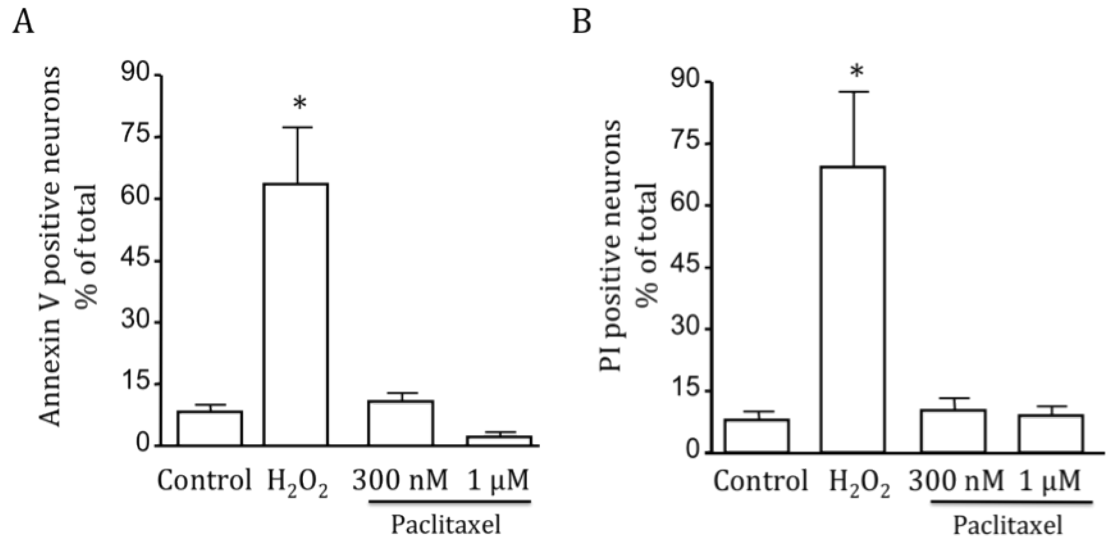 A
Annexin V positive neurons
% of total
90
75
60
45
30
15
0
*
Control H₂O₂ 300 nM 1 µM
Paclitaxel
B
PI positive neurons
% of total
90
75
60
45
30
15
0
*
Control H₂O₂ 300 nM 1 µM
Paclitaxel